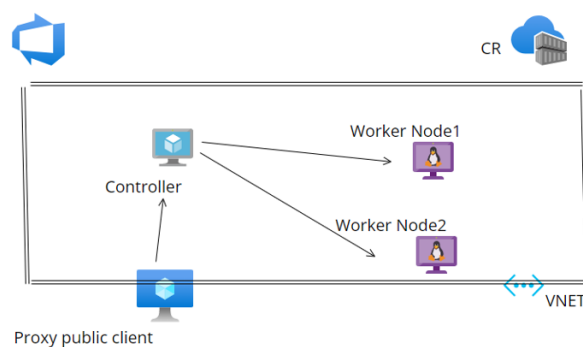 CR
Worker Node1
Controller
Worker Node2
VNET
Proxy public client